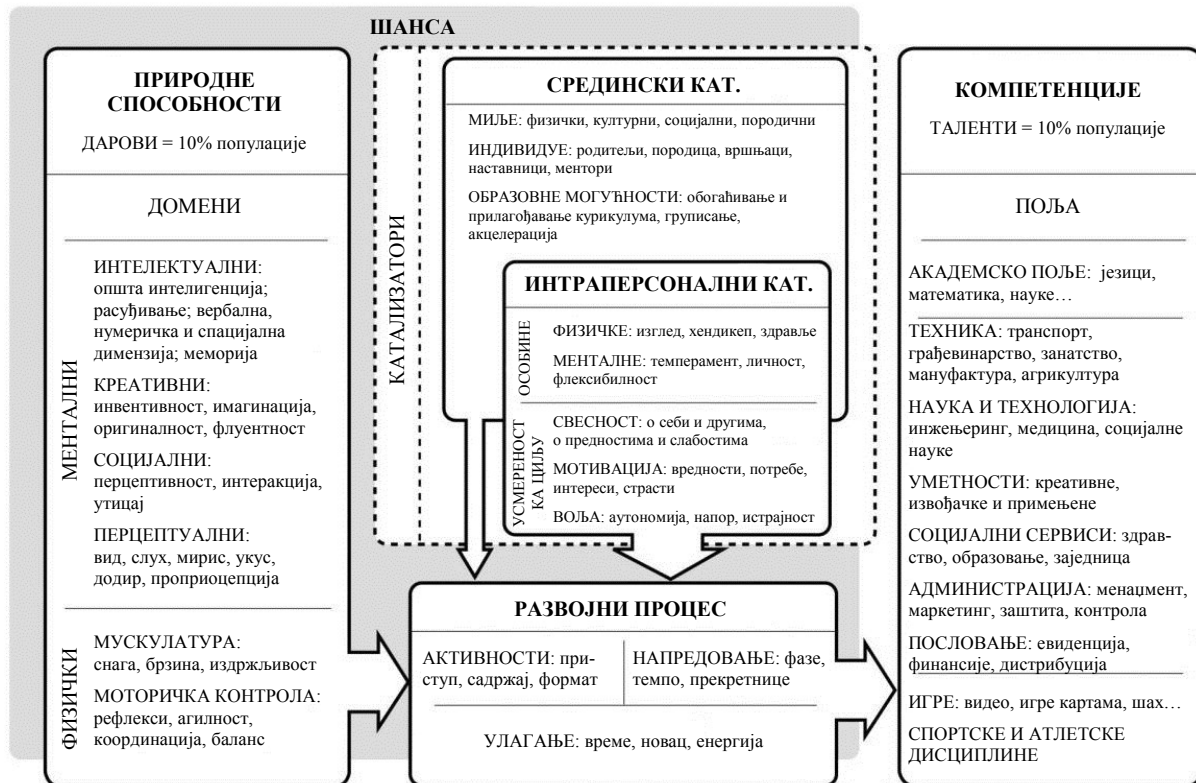 ШАНСА
ПРИРОДНЕ
СПОСОБНОСТИ
ДАРОВИ = 10% популације
ДОМЕНИ
МЕНТАЛНИ
ИНТЕЛЕКТУАЛНИ:
општа интелигенција;
расуђивање; вербална,
нумеричка и спацијална
димензија; меморија
КРЕАТИВНИ:
инвентивност, имагинација,
оригиналност, флуентност
СОЦИЈАЛНИ:
перцептивност, интеракција,
утицај
ПЕРЦЕПТУАЛНИ:
вид, слух, мирис, укус,
додир, проприоцепција
ФИЗИЧКИ
МУСКУЛАТУРА:
снага, брзина, издржљивост
МОТОРИЧКА КОНТРОЛА:
рефлекси, агилност,
координација, баланс
КАТАЛИЗАТОРИ
СРЕДИНСКИ КАТ.
МИЉЕ: физички, културни, социјални, породични
ИНДИВИДУЕ: родитељи, породица, вршњаци,
наставници, ментори
ОБРАЗОВНЕ МОГУЋНОСТИ: обогаћивање и
прилагођавање курикулума, груписање,
акцелерација
ИНТРАПЕРСОНАЛНИ КАТ.
ОСОБИНЕ
ФИЗИЧКЕ: изглед, хендикеп, здравље
МЕНТАЛНЕ: темперамент, личност,
флексибилност
УСМЕРЕНОСТ
КА ЦИЉУ
СВЕСНОСТ: о себи и другима,
о предностима и слабостима
МОТИВАЦИЈА: вредности, потребе,
интереси, страсти
ВОЉА: аутономија, напор, истрајност
РАЗВОЈНИ ПРОЦЕС
АКТИВНОСТИ: при-
ступ, садржај, формат
НАПРЕДОВАЊЕ: фазе,
темпо, прекретнице
УЛАГАЊЕ: време, новац, енергија
КОМПЕТЕНЦИЈЕ
ТАЛЕНТИ = 10% популације
ПОЉА
АКАДЕМСКО ПОЉЕ: језици,
математика, науке…
ТЕХНИКА: транспорт,
грађевинарство, занатство,
мануфактура, агрикултура
НАУКА И ТЕХНОЛОГИЈА:
инжењеринг, медицина, социјалне
науке
УМЕТНОСТИ: креативне,
извођачке и примењене
СОЦИЈАЛНИ СЕРВИСИ: здрав-
ство, образовање, заједница
АДМИНИСТРАЦИЈА: менаџмент,
маркетинг, заштита, контрола
ПОСЛОВАЊЕ: евиденција,
финансије, дистрибуција
ИГРЕ: видео, игре картама, шах…
СПОРТСКЕ И АТЛЕТСКЕ
ДИСЦИПЛИНЕ